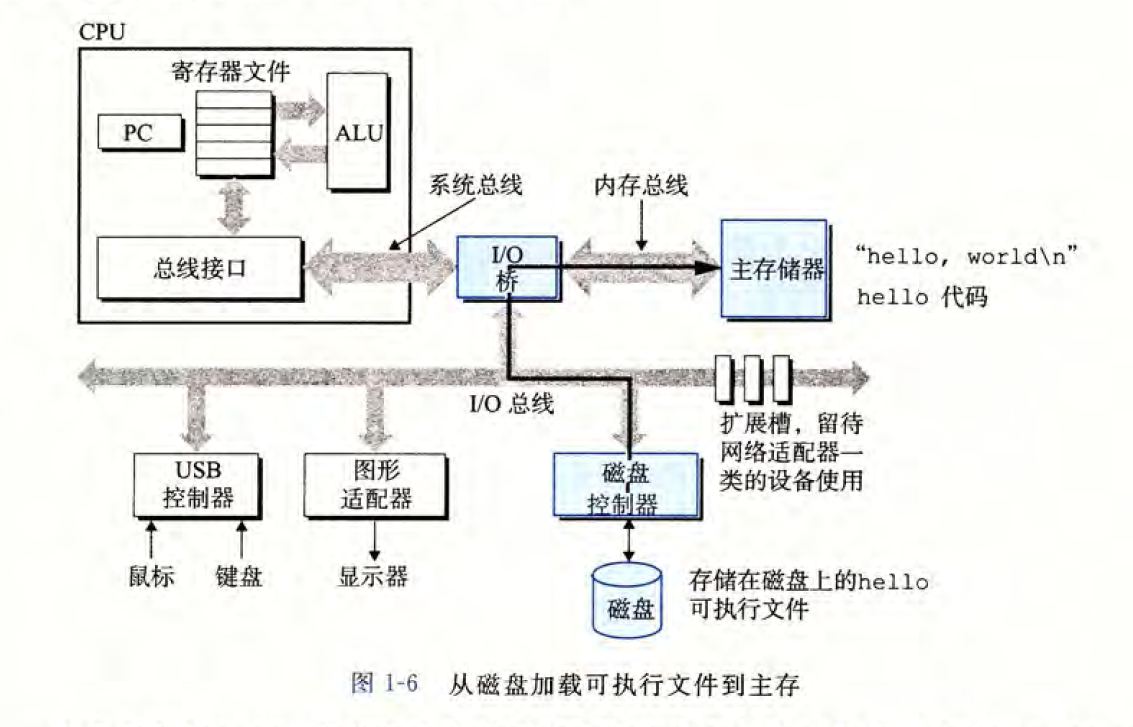 CPU
寄存器文件
PC
ALU
系统总线
内存总线
总线接口
I/O
桥
主存储器
“hello, world\n”
hello 代码
I/O 总线
扩展槽，留待
网络适配器一
类的设备使用
USB
控制器
图形
适配器
磁盘
控制器
鼠标
键盘
显示器
磁盘
存储在磁盘上的hello
可执行文件
图 1-6 从磁盘加载可执行文件到主存